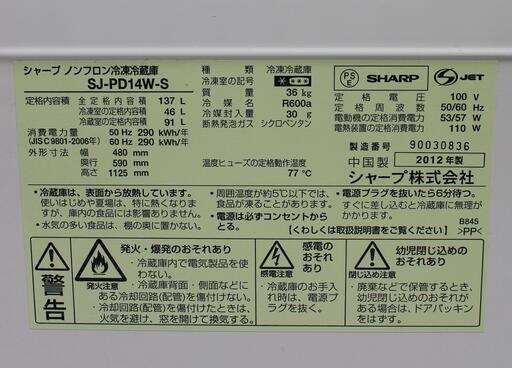 シャープ ノンフロン冷凍冷蔵庫
SJ-PD14W-S
定格内容積 全定格内容積 137 L
冷凍室 46 L
冷蔵室 91 L
消費電力量 50 Hz 290 kWh/年
(JIS C 9801-2006年) 60 Hz 290 kWh/年
外形寸法 幅 480 mm
奥行 590 mm
高さ 1125 mm
種類 冷凍冷蔵庫
冷凍室の記号
質量 36 kg
冷媒 R600a
冷媒封入量 30 g
断熱発泡ガス シクロペンタン
温度ヒューズの定格動作温度
77 ℃
PS
E
SHARP
JET
定格電圧 100 V
定格周波数 50/60 Hz
電動機の定格消費電力 53/57 W
電熱装置の定格消費電力 110 W
製造番号 90030836
中国製 2012年製
シャープ株式会社
・冷蔵庫は、表面から放熱しています。
使いはじめや夏場は、特に熱くなりま
すが、庫内の食品には影響ありません。
・水気の多い食品は、棚の奥に置かない。
・周囲温度が約5℃以下では、
食品が凍ることがあります。
・電源は必ずコンセントから
とる。
・電源プラグを抜いたら6分待つ。
すぐに差し込むと冷蔵庫に無理が
かかります。
【くわしくは取扱説明書をご覧ください】
B845
>PP<
警告
発火注意
発火・爆発のおそれあり
・冷蔵庫内で電気製品を使
わない。
・冷蔵庫背面・側面などに
ある冷却回路(配管)を傷付けない。
・冷却回路(配管)を傷付けたときは、
火気を避け、窓を開けて換気する。
感電注意
感電の
おそれあり
・冷蔵庫のお手
入れ時は、電源プ
ラグを抜く。
閉じ込め注意
幼児閉じ込めの
おそれあり
・廃棄などで保管するとき、
幼児が閉じ込められるおそれ
がある場合は、ドアパッキン
をはずす。